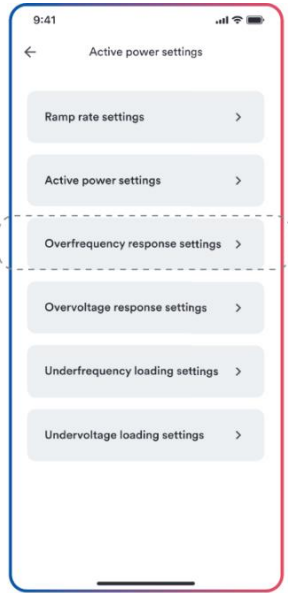 9:41
Active power settings
Ramp rate settings
Active power settings
Overfrequency response settings
Overvoltage response settings
Underfrequency loading settings
Undervoltage loading settings